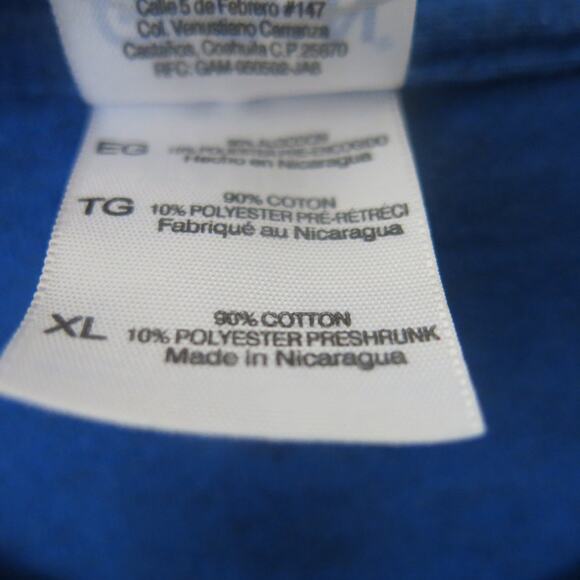 Calle 5 de Febrero #147
Col. Venustiano Carranza
Castaños, Coahuila C.P. 25870
EG
Hecho en Nicaragua
TG
90% COTON
10% POLYESTER PRÉ-RÉTRÉCI
Fabriqué au Nicaragua
XL
90% COTTON
10% POLYESTER PRESHRUNK
Made in Nicaragua